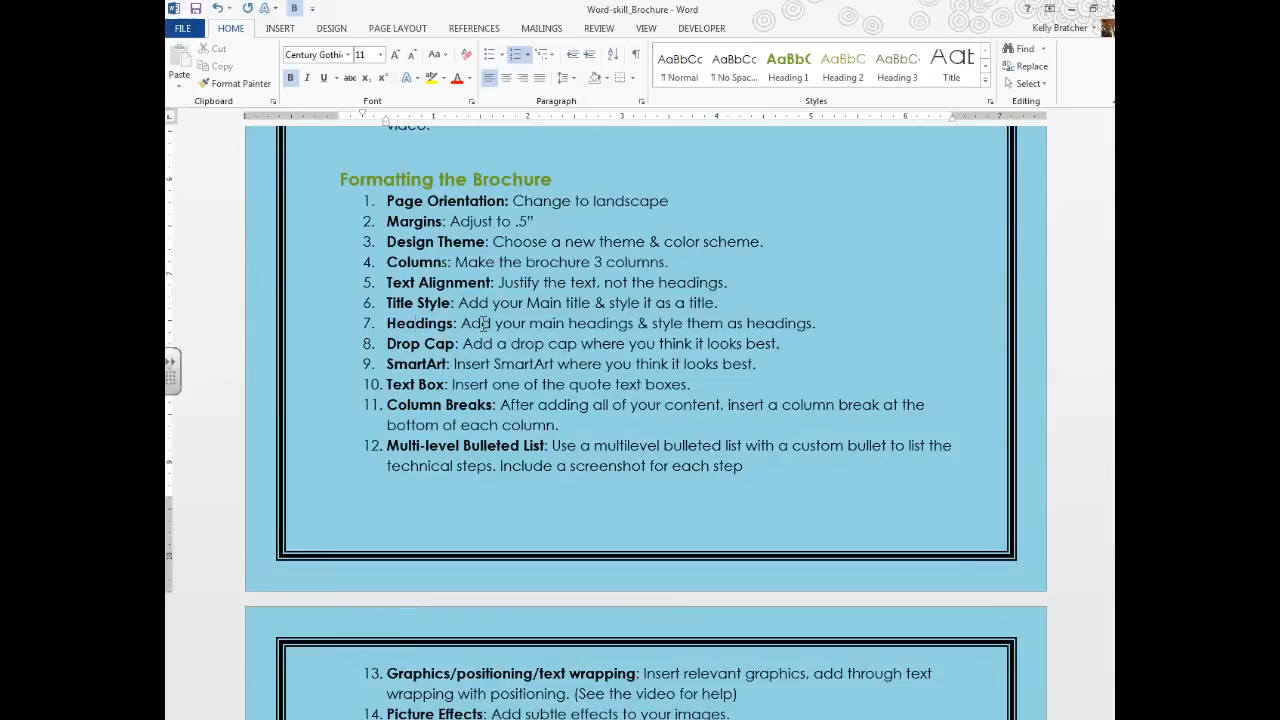 Word-skill_Brochure - Word
FILE HOME INSERT DESIGN PAGE LAYOUT REFERENCES MAILINGS REVIEW VIEW DEVELOPER Kelly Bratcher
Cut
Copy
Format Painter
Paste
Century Gothi 11
AaBbCc AaBbCc AaBbC AaBbCc AaBbCc Aat
¶ Normal ¶ No Spac... Heading 1 Heading 2 Heading 3 Title
Find
Replace
Select
Clipboard Font Paragraph Styles Editing
video.
Formatting the Brochure
1. Page Orientation: Change to landscape
2. Margins: Adjust to .5”
3. Design Theme: Choose a new theme & color scheme.
4. Columns: Make the brochure 3 columns.
5. Text Alignment: Justify the text, not the headings.
6. Title Style: Add your Main title & style it as a title.
7. Headings: Add your main headings & style them as headings.
8. Drop Cap: Add a drop cap where you think it looks best.
9. SmartArt: Insert SmartArt where you think it looks best.
10. Text Box: Insert one of the quote text boxes.
11. Column Breaks: After adding all of your content, insert a column break at the
bottom of each column.
12. Multi-level Bulleted List: Use a multilevel bulleted list with a custom bullet to list the
technical steps. Include a screenshot for each step
13. Graphics/positioning/text wrapping: Insert relevant graphics, add through text
wrapping with positioning. (See the video for help)
14. Picture Effects: Add subtle effects to your images.